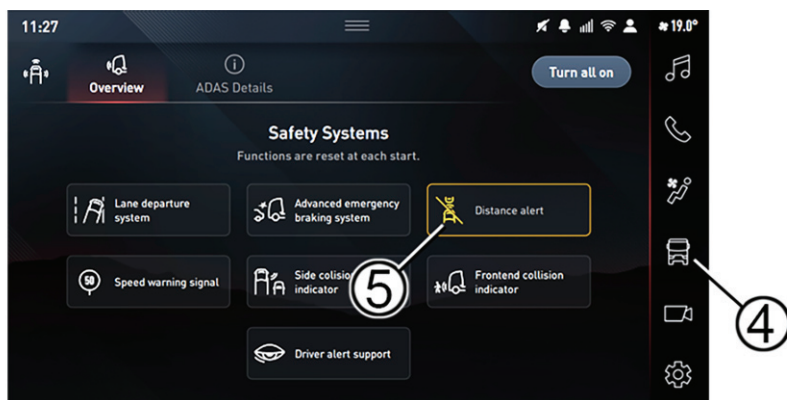 11:27
19.0°
Overview
ADAS Details
Turn all on
Safety Systems
Functions are reset at each start.
Lane departure
system
Advanced emergency
braking system
Distance alert
50
Speed warning signal
Side colision
indicator
Frontend collision
indicator
Driver alert support
5
4